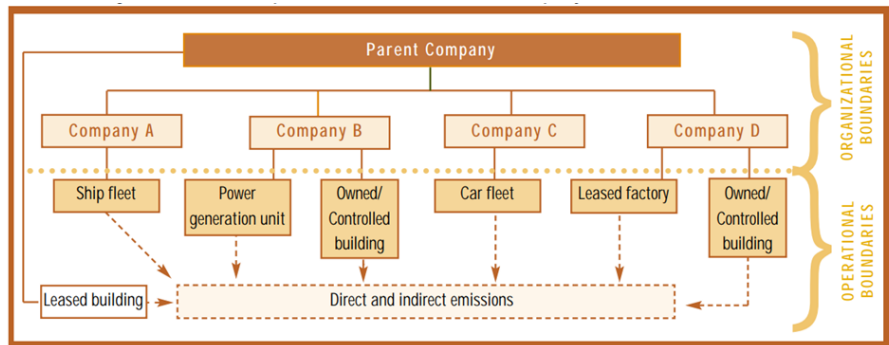 Parent Company
Company A
Company B
Company C
Company D
ORGANIZATIONAL
BOUNDARIES
Ship fleet
Power
generation unit
Owned/
Controlled
building
Car fleet
Leased factory
Owned/
Controlled
building
OPERATIONAL
BOUNDARIES
Leased building
Direct and indirect emissions